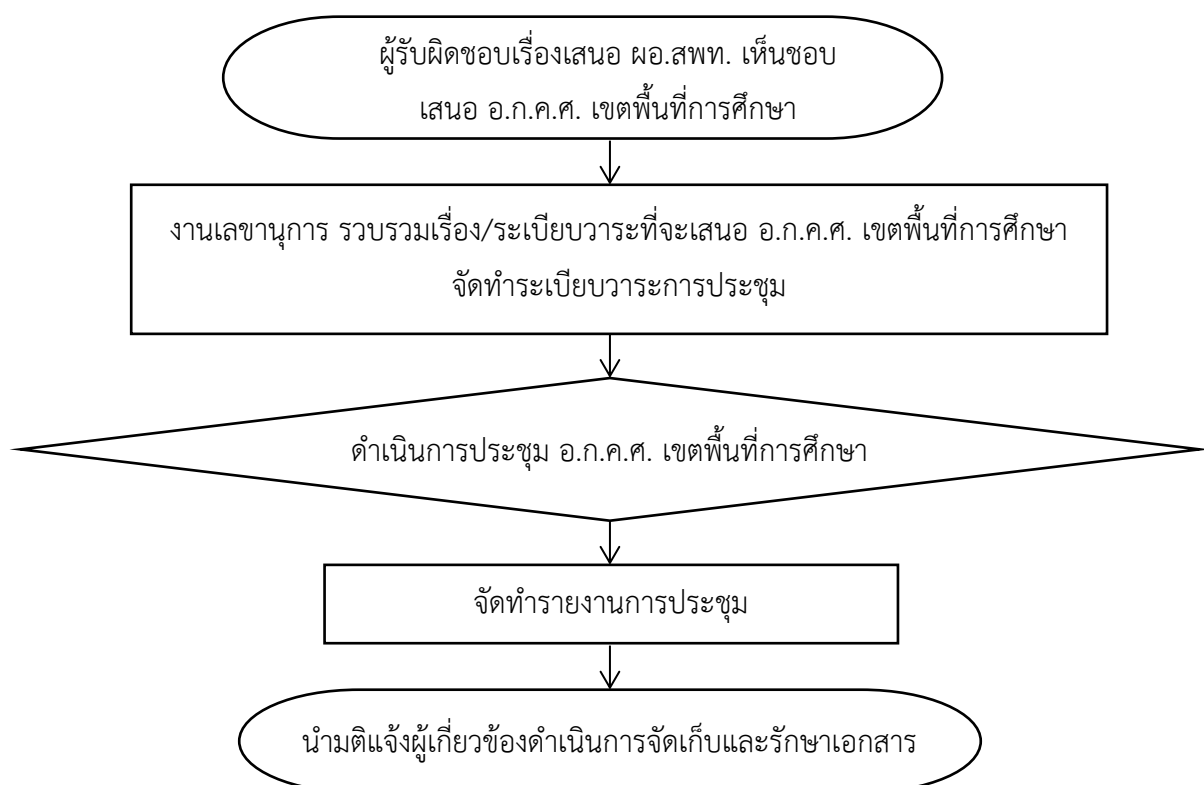 ผู้รับผิดชอบเรื่องเสนอ ผอ.สพท. เห็นชอบ
เสนอ อ.ก.ค.ศ. เขตพื้นที่การศึกษา
งานเลขานุการ รวบรวมเรื่อง/ระเบียบวาระที่จะเสนอ อ.ก.ค.ศ. เขตพื้นที่การศึกษา
จัดทำระเบียบวาระการประชุม
ดำเนินการประชุม อ.ก.ค.ศ. เขตพื้นที่การศึกษา
จัดทำรายงานการประชุม
นำมติแจ้งผู้เกี่ยวข้องดำเนินการจัดเก็บและรักษาเอกสาร